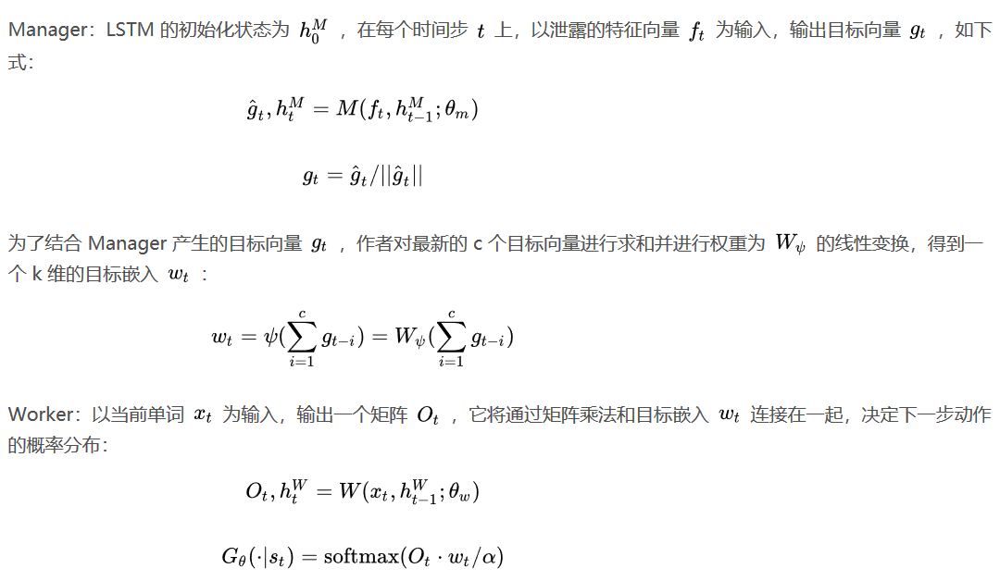 Manager：LSTM 的初始化状态为 $h_0^M$ ，在每个时间步 $t$ 上，以泄露的特征向量 $f_t$ 为输入，输出目标向量 $g_t$ ，如下
式：
$\hat{g}_t, h_t^M = M(f_t, h_{t-1}^M; \theta_m)$
$g_t = \hat{g}_t / ||\hat{g}_t||$
为了结合 Manager 产生的目标向量 $g_t$ ，作者对最新的 c 个目标向量进行求和并进行权重为 $W_\psi$ 的线性变换，得到一
个 k 维的目标嵌入 $w_t$ ：
$w_t = \psi(\sum_{i=1}^{c} g_{t-i}) = W_\psi(\sum_{i=1}^{c} g_{t-i})$
Worker：以当前单词 $x_t$ 为输入，输出一个矩阵 $O_t$ ，它将通过矩阵乘法和目标嵌入 $w_t$ 连接在一起，决定下一步动作
的概率分布：
$O_t, h_t^W = W(x_t, h_{t-1}^W; \theta_w)$
$G_\theta(\cdot|s_t) = \text{softmax}(O_t \cdot w_t / \alpha)$